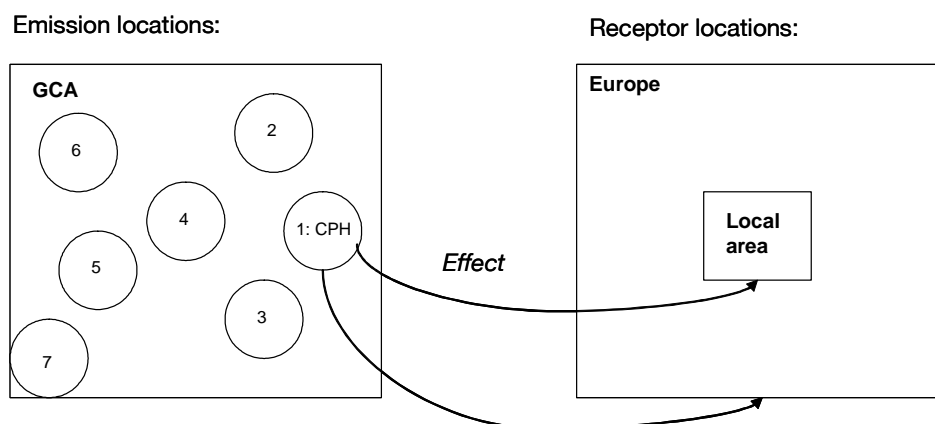 Emission locations:
Receptor locations:
GCA
Europe
2
6
4
1: CPH
Local
area
Effect
5
3
7